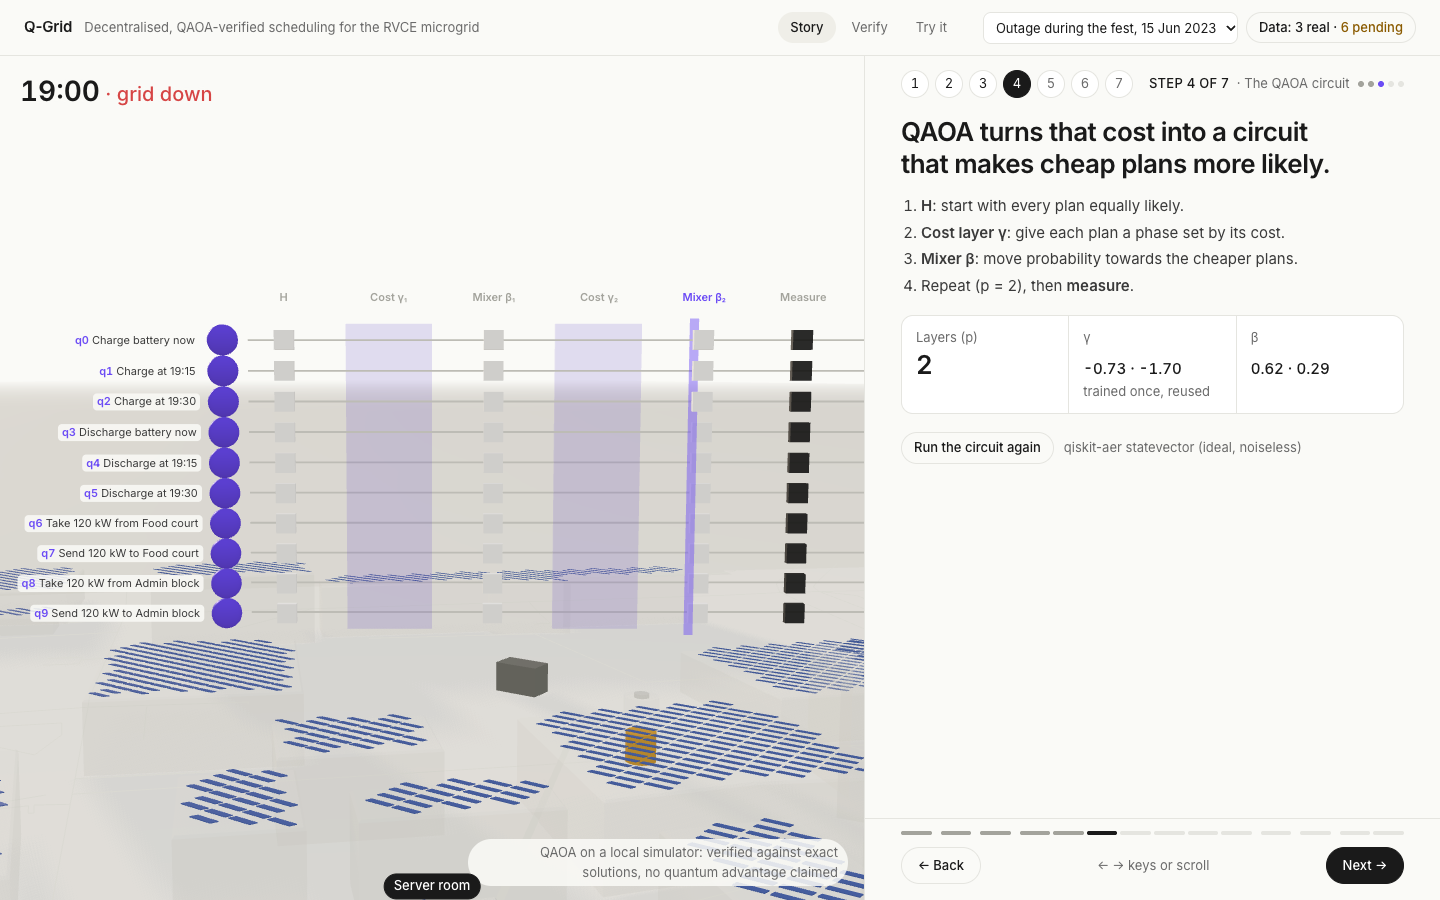 Q-Grid Decentralised, QAOA-verified scheduling for the RVCE microgrid
Story Verify Try it
Outage during the fest, 15 Jun 2023
Data: 3 real · 6 pending
19:00 · grid down
H Cost γ₁ Mixer β₁ Cost γ₂ Mixer β₂ Measure
q0 Charge battery now
q1 Charge at 19:15
q2 Charge at 19:30
q3 Discharge battery now
q4 Discharge at 19:15
q5 Discharge at 19:30
q6 Take 120 kW from Food court
q7 Send 120 kW to Food court
q8 Take 120 kW from Admin block
q9 Send 120 kW to Admin block
QAOA on a local simulator: verified against exact
solutions, no quantum advantage claimed
Server room
1 2 3 4 5 6 7 STEP 4 OF 7 · The QAOA circuit
QAOA turns that cost into a circuit
that makes cheap plans more likely.
1. H: start with every plan equally likely.
2. Cost layer γ: give each plan a phase set by its cost.
3. Mixer β: move probability towards the cheaper plans.
4. Repeat (p = 2), then measure.
Layers (p)
2
γ
-0.73 · -1.70
trained once, reused
β
0.62 · 0.29
Run the circuit again qiskit-aer statevector (ideal, noiseless)
← Back ← → keys or scroll Next →